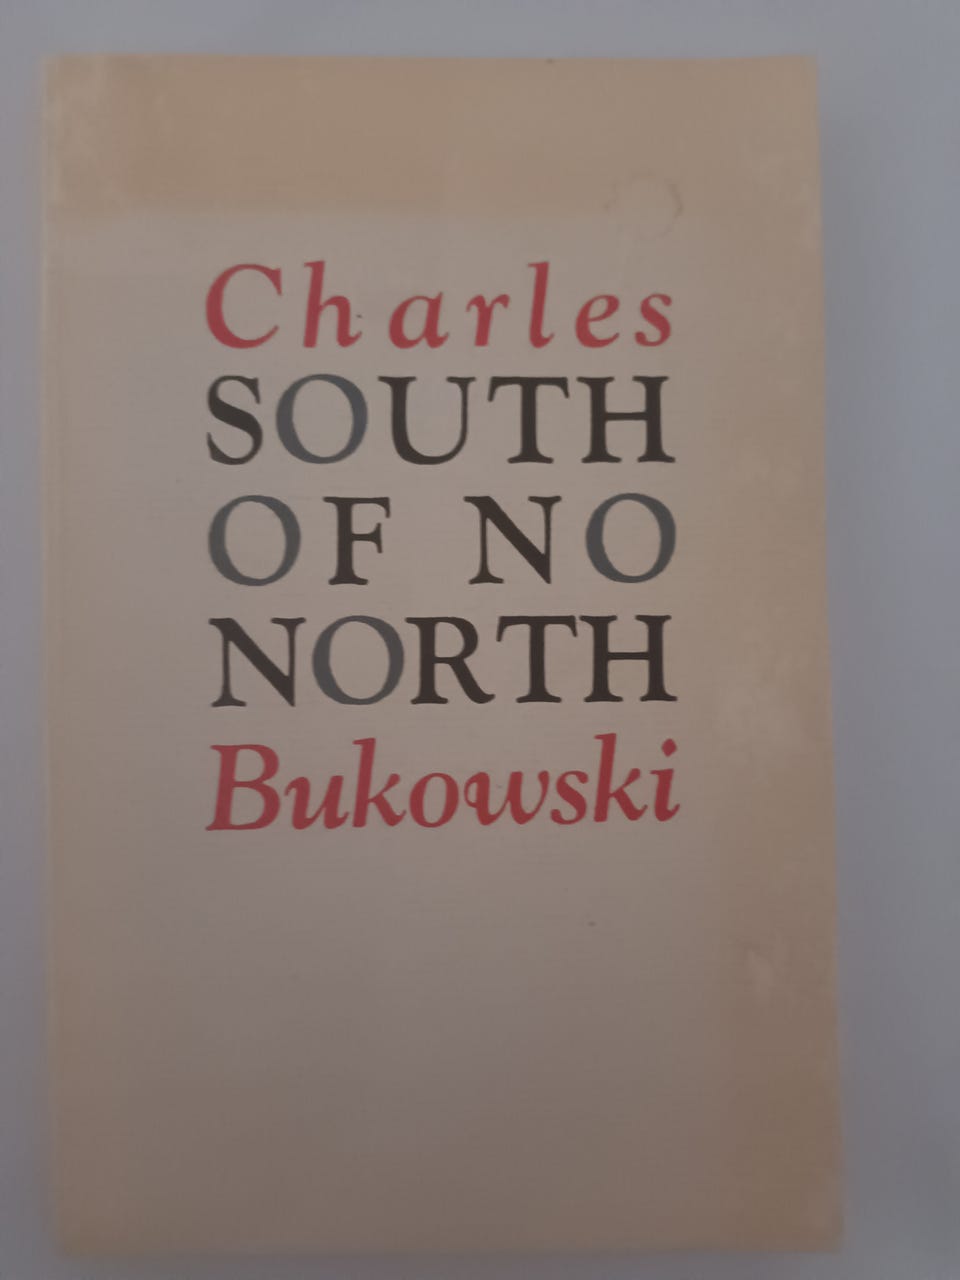 Charles
SOUTH
OF NO
NORTH
Bukowski